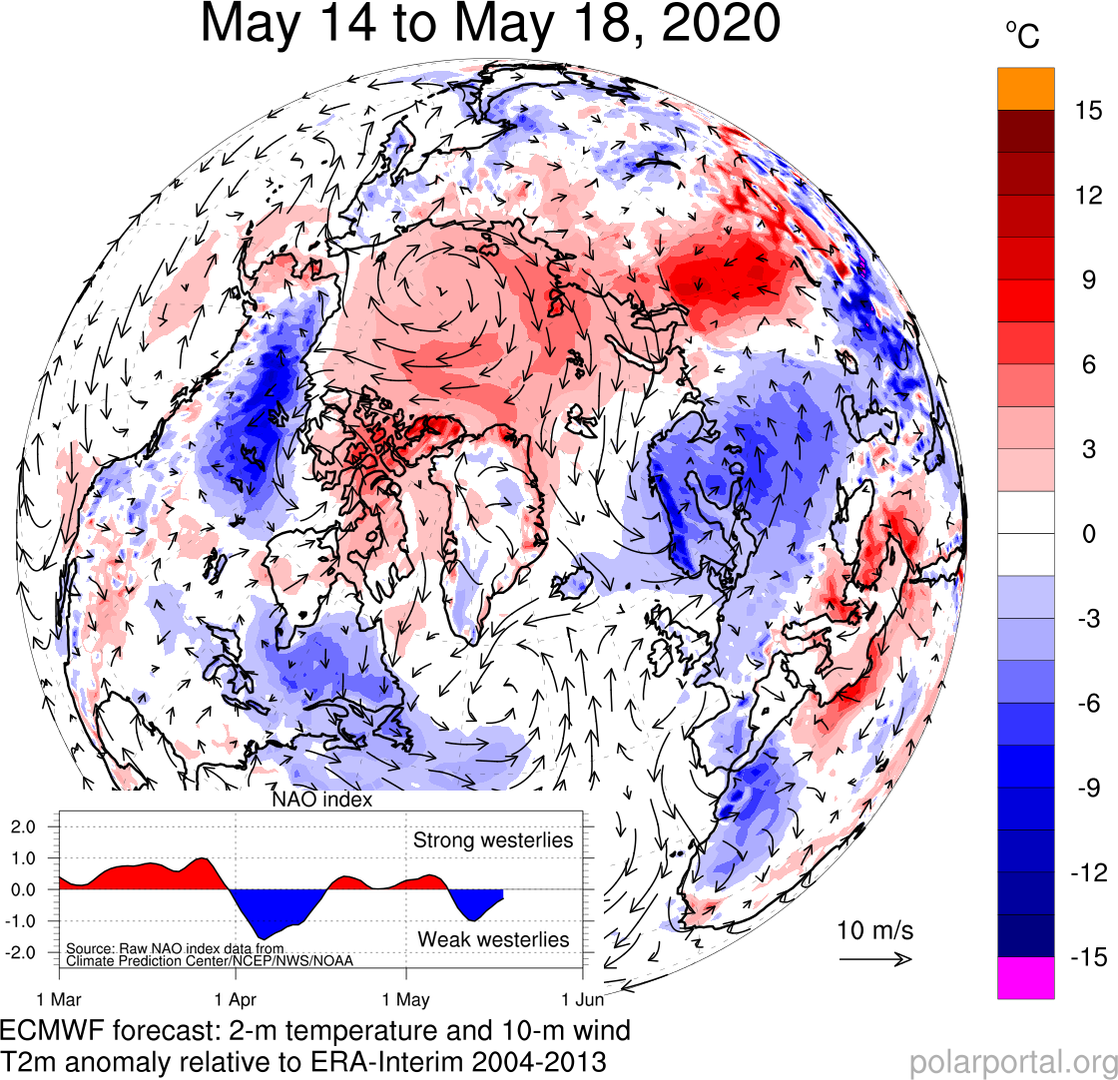 May 14 to May 18, 2020
°C
15
12
9
6
3
0
-3
-6
-9
-12
-15
10 m/s
NAO index
2.0
1.0
0.0
-1.0
-2.0
Strong westerlies
Weak westerlies
Source: Raw NAO index data from
Climate Prediction Center/NCEP/NWS/NOAA
1 Mar
1 Apr
1 May
1 Jun
ECMWF forecast: 2-m temperature and 10-m wind
T2m anomaly relative to ERA-Interim 2004-2013
polarportal.org